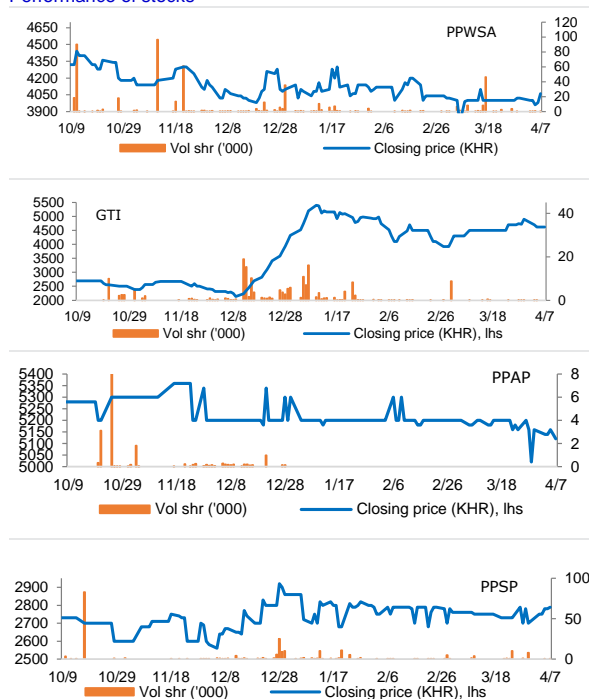 Performance of stocks
PPWSA
4650 4500 4350 4200 4050 3900
120 100 80 60 40 20 0
10/9 10/29 11/18 12/8 12/28 1/17 2/6 2/26 3/18 4/7
Vol shr ('000) Closing price (KHR)
GTI
5500 5000 4500 4000 3500 3000 2500 2000
40 20 0
10/9 10/29 11/18 12/8 12/28 1/17 2/6 2/26 3/18 4/7
Vol shr ('000) Closing price (KHR), lhs
PPAP
5400 5350 5300 5250 5200 5150 5100 5050 5000
8 6 4 2 0
10/9 10/29 11/18 12/8 12/28 1/17 2/6 2/26 3/18 4/7
Vol shr ('000) Closing price (KHR), lhs
PPSP
2900 2800 2700 2600 2500
100 50 0
10/9 10/29 11/18 12/8 12/28 1/17 2/6 2/26 3/18 4/7
Vol shr ('000) Closing price (KHR)